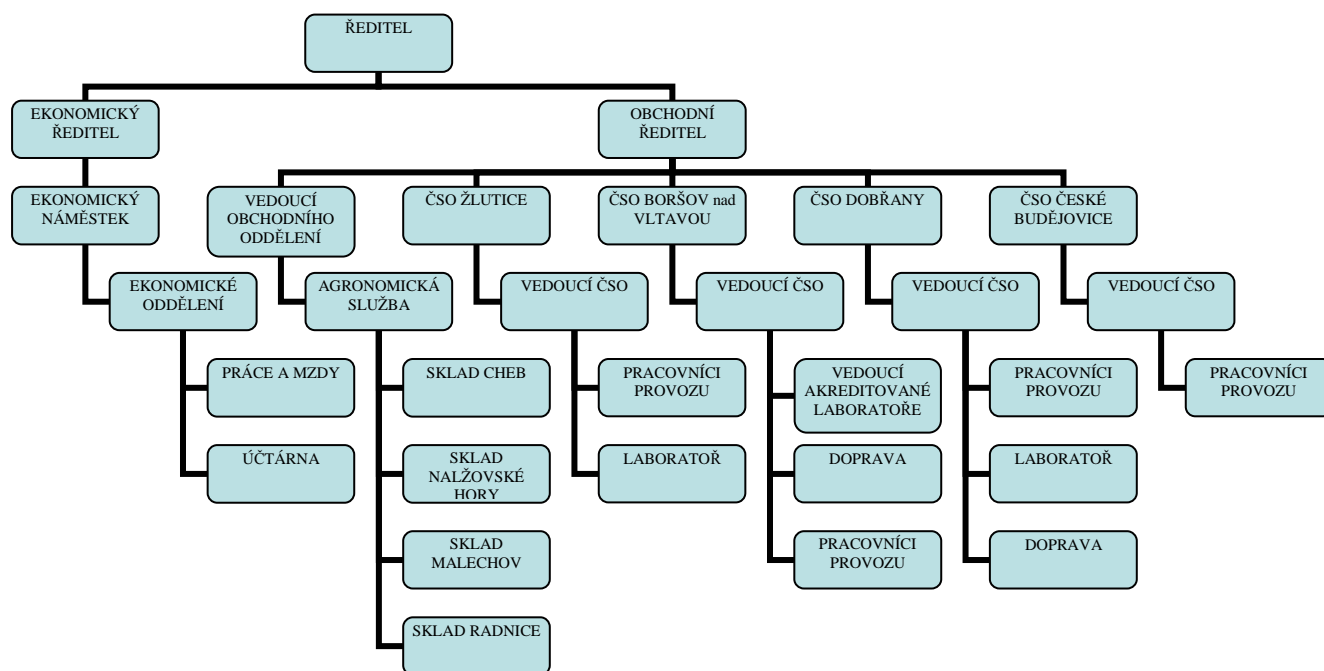 ŘEDITEL
EKONOMICKÝ
ŘEDITEL
OBCHODNÍ
ŘEDITEL
EKONOMICKÝ
NÁMĚSTEK
VEDOUCÍ
OBCHODNÍHO
ODDĚLENÍ
ČSO ŽLUTICE
ČSO BORŠOV nad
VLTAVOU
ČSO DOBŘANY
ČSO ČESKÉ
BUDĚJOVICE
EKONOMICKÉ
ODDĚLENÍ
AGRONOMICKÁ
SLUŽBA
VEDOUCÍ ČSO
VEDOUCÍ ČSO
VEDOUCÍ ČSO
VEDOUCÍ ČSO
PRÁCE A MZDY
SKLAD CHEB
PRACOVNÍCI
PROVOZU
VEDOUCÍ
AKREDITOVANÉ
LABORATOŘE
PRACOVNÍCI
PROVOZU
PRACOVNÍCI
PROVOZU
ÚČTÁRNA
SKLAD
NALŽOVSKÉ
HORY
LABORATOŘ
DOPRAVA
LABORATOŘ
SKLAD
MALECHOV
PRACOVNÍCI
PROVOZU
DOPRAVA
SKLAD RADNICE